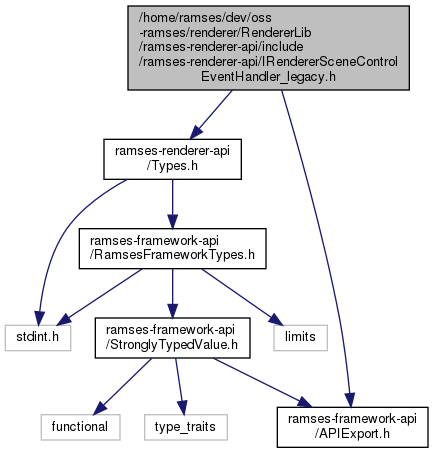 /home/ramses/dev/oss
-ramses/renderer/RendererLib
/ramses-renderer-api/include
/ramses-renderer-api/IRendererSceneControl
EventHandler_legacy.h
ramses-renderer-api
/Types.h
ramses-framework-api
/RamsesFrameworkTypes.h
stdint.h
ramses-framework-api
/StronglyTypedValue.h
limits
functional
type_traits
ramses-framework-api
/APIExport.h